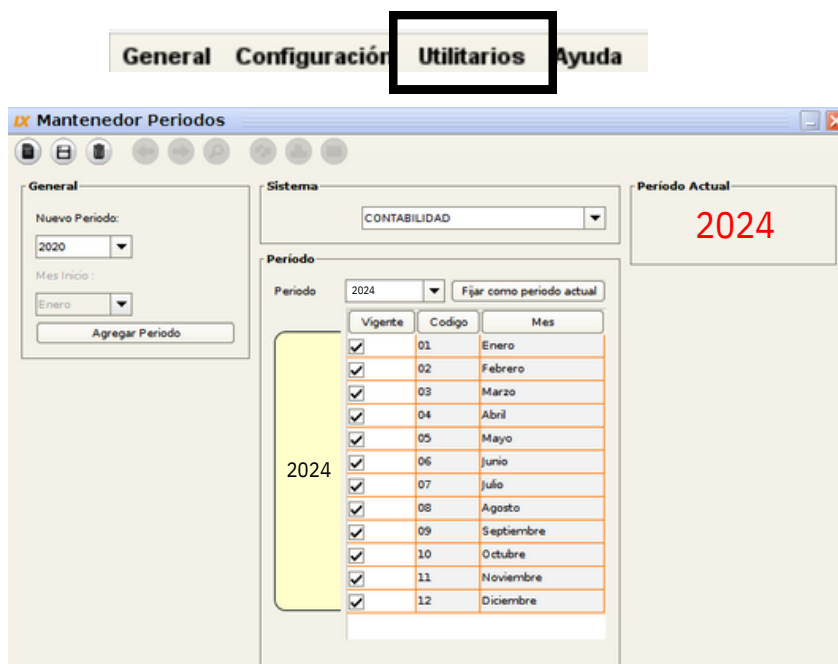 General Configuración Utilitarios Ayuda
LX Mantenedor Periodos
General
Nuevo Periodo:
2020
Mes Inicio :
Enero
Agregar Periodo
Sistema
CONTABILIDAD
Período
Periodo 2024 Fijar como periodo actual
Vigente Codigo Mes
01 Enero
02 Febrero
03 Marzo
04 Abril
05 Mayo
06 Junio
07 Julio
08 Agosto
09 Septiembre
10 Octubre
11 Noviembre
12 Diciembre
2024
Período Actual
2024